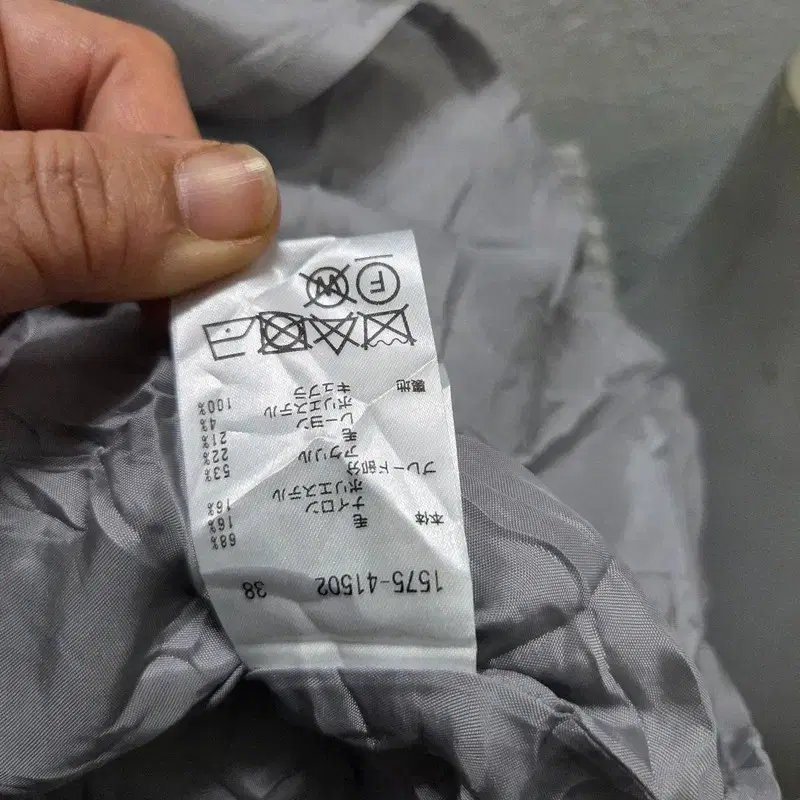 1575-41502 38
本体 毛 68%
ナイロン 16%
ポリエステル 16%
ブレード部分
アクリル 53%
毛 22%
レーヨン 21%
ポリエステル 4%
裏地 キュプラ 100%
F W